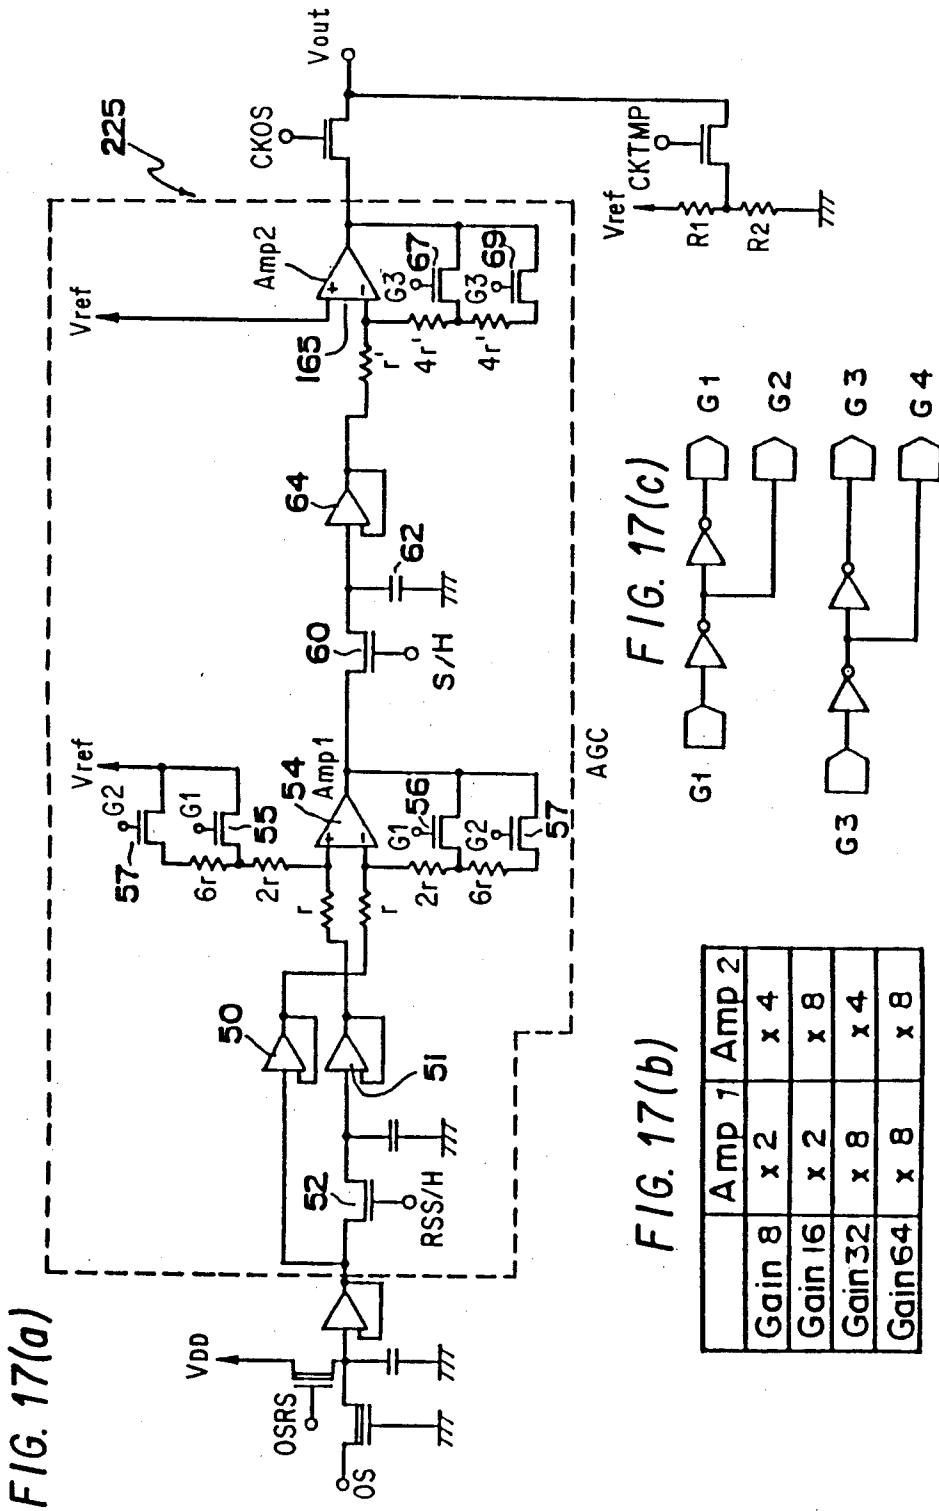 FIG. 17(a)
225
Vref
Vref
VDD
OSRS
OS
RSS/H
52
50
51
r
r
57
G2
6r
G1
55
2r
54
Amp1
2r
G1
56
6r
G2
57
60
S/H
62
64
r'
Amp2
165
4r'
G3
67
4r'
G3
69
CKOS
Vout
AGC
Vref
R1
R2
CKTMP
FIG. 17(b)
Amp 1 Amp 2
Gain 8 x 2 x 4
Gain 16 x 2 x 8
Gain 32 x 8 x 4
Gain 64 x 8 x 8
FIG. 17(c)
G1
G1
G2
G3
G3
G4